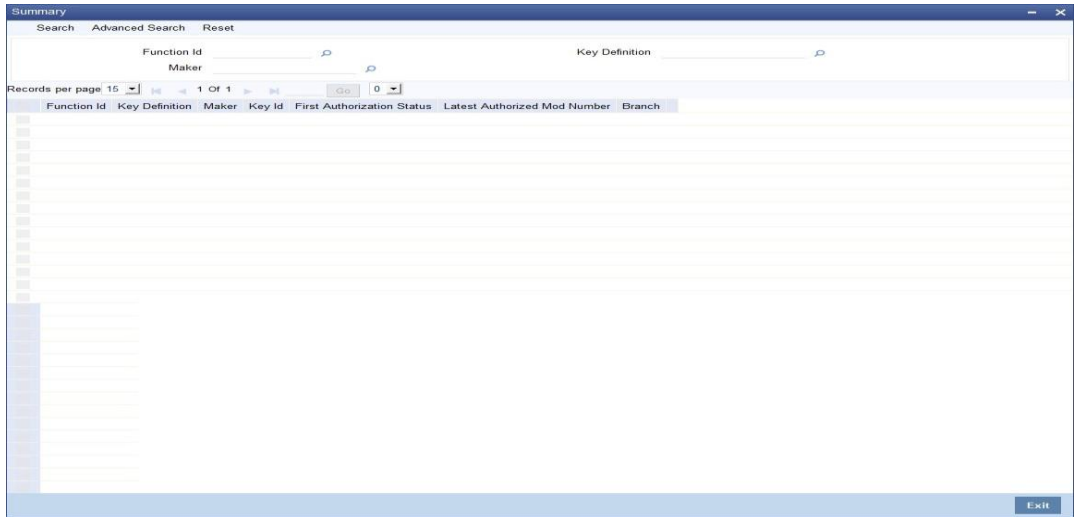 Summary
Search Advanced Search Reset
Function Id Key Definition
Maker
Records per page 15 1 Of 1 Go 0
Function Id Key Definition Maker Key Id First Authorization Status Latest Authorized Mod Number Branch
Exit